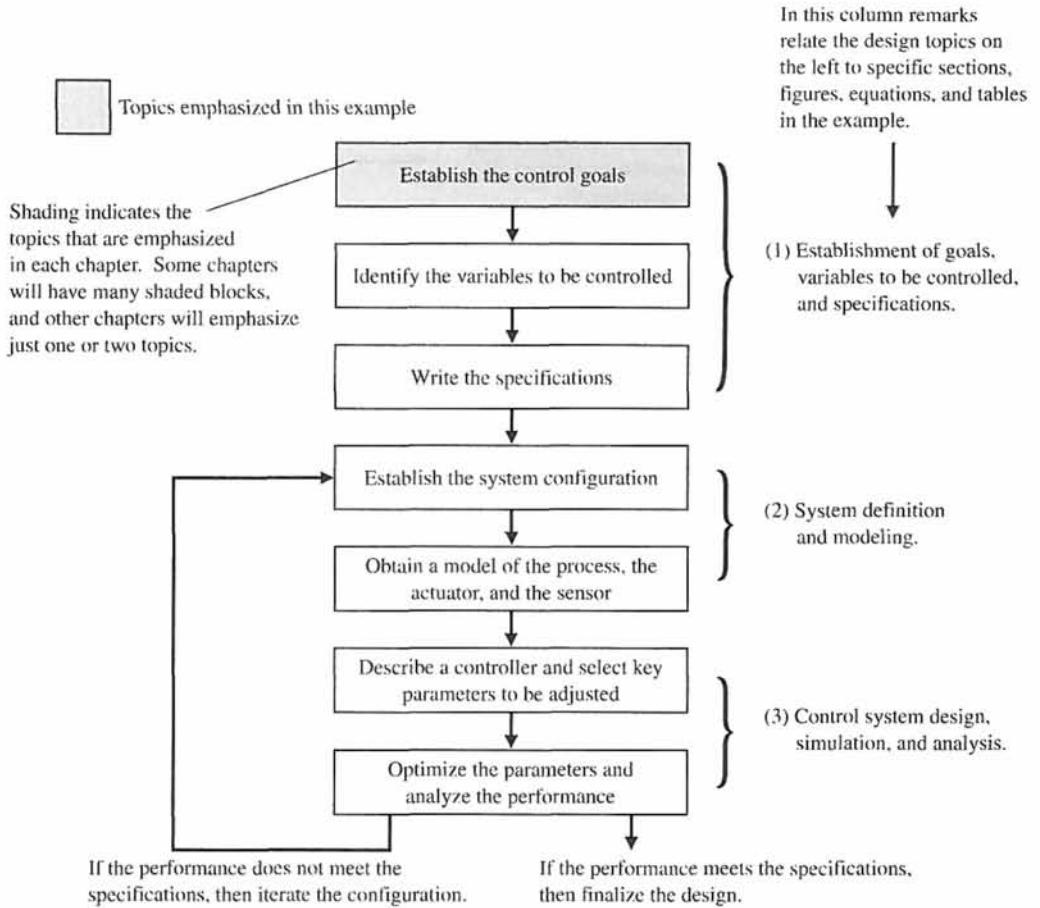 In this column remarks
relate the design topics on
the left to specific sections,
figures, equations, and tables
in the example.
Topics emphasized in this example
Establish the control goals
Shading indicates the
topics that are emphasized
in each chapter. Some chapters
will have many shaded blocks,
and other chapters will emphasize
just one or two topics.
(1) Establishment of goals,
variables to be controlled,
and specifications.
Identify the variables to be controlled
Write the specifications
Establish the system configuration
(2) System definition
and modeling.
Obtain a model of the process, the
actuator, and the sensor
Describe a controller and select key
parameters to be adjusted
(3) Control system design,
simulation, and analysis.
Optimize the parameters and
analyze the performance
If the performance does not meet the
specifications, then iterate the configuration.
If the performance meets the specifications,
then finalize the design.